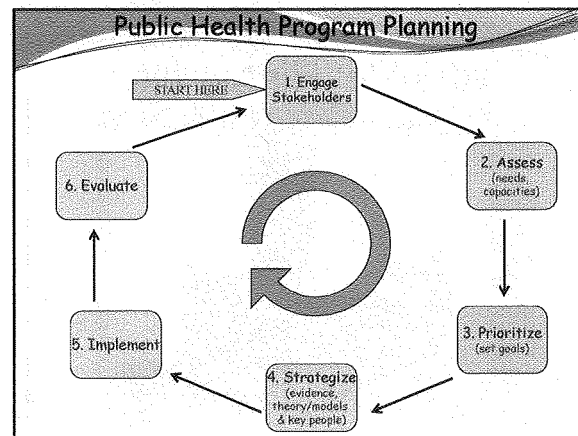 Public Health Program Planning
START HERE
1. Engage
Stakeholders
2. Assess
(needs,
capacities)
3. Prioritize
(set goals)
4. Strategize
(evidence,
theory/models
& key people)
5. Implement
6. Evaluate